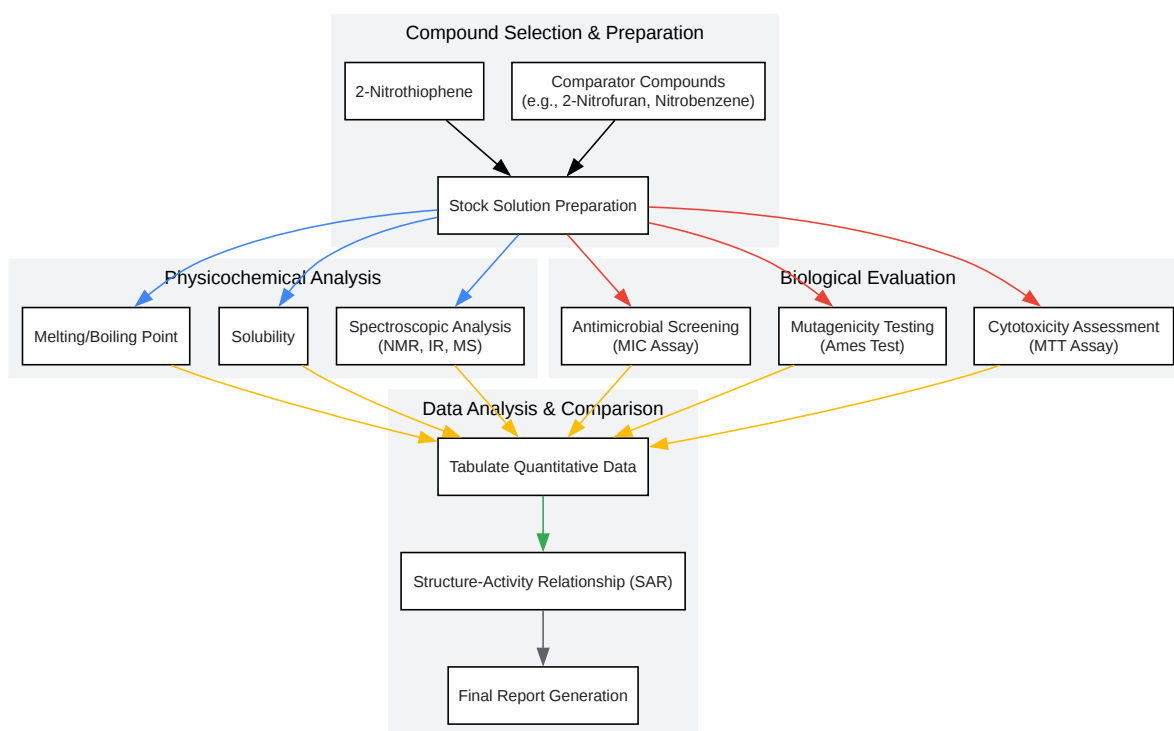 Compound Selection & Preparation
2-Nitrothiophene
Comparator Compounds
(e.g., 2-Nitrofuran, Nitrobenzene)
Stock Solution Preparation
Physicochemical Analysis
Biological Evaluation
Melting/Boiling Point
Solubility
Spectroscopic Analysis
(NMR, IR, MS)
Antimicrobial Screening
(MIC Assay)
Mutagenicity Testing
(Ames Test)
Cytotoxicity Assessment
(MTT Assay)
Data Analysis & Comparison
Tabulate Quantitative Data
Structure-Activity Relationship (SAR)
Final Report Generation